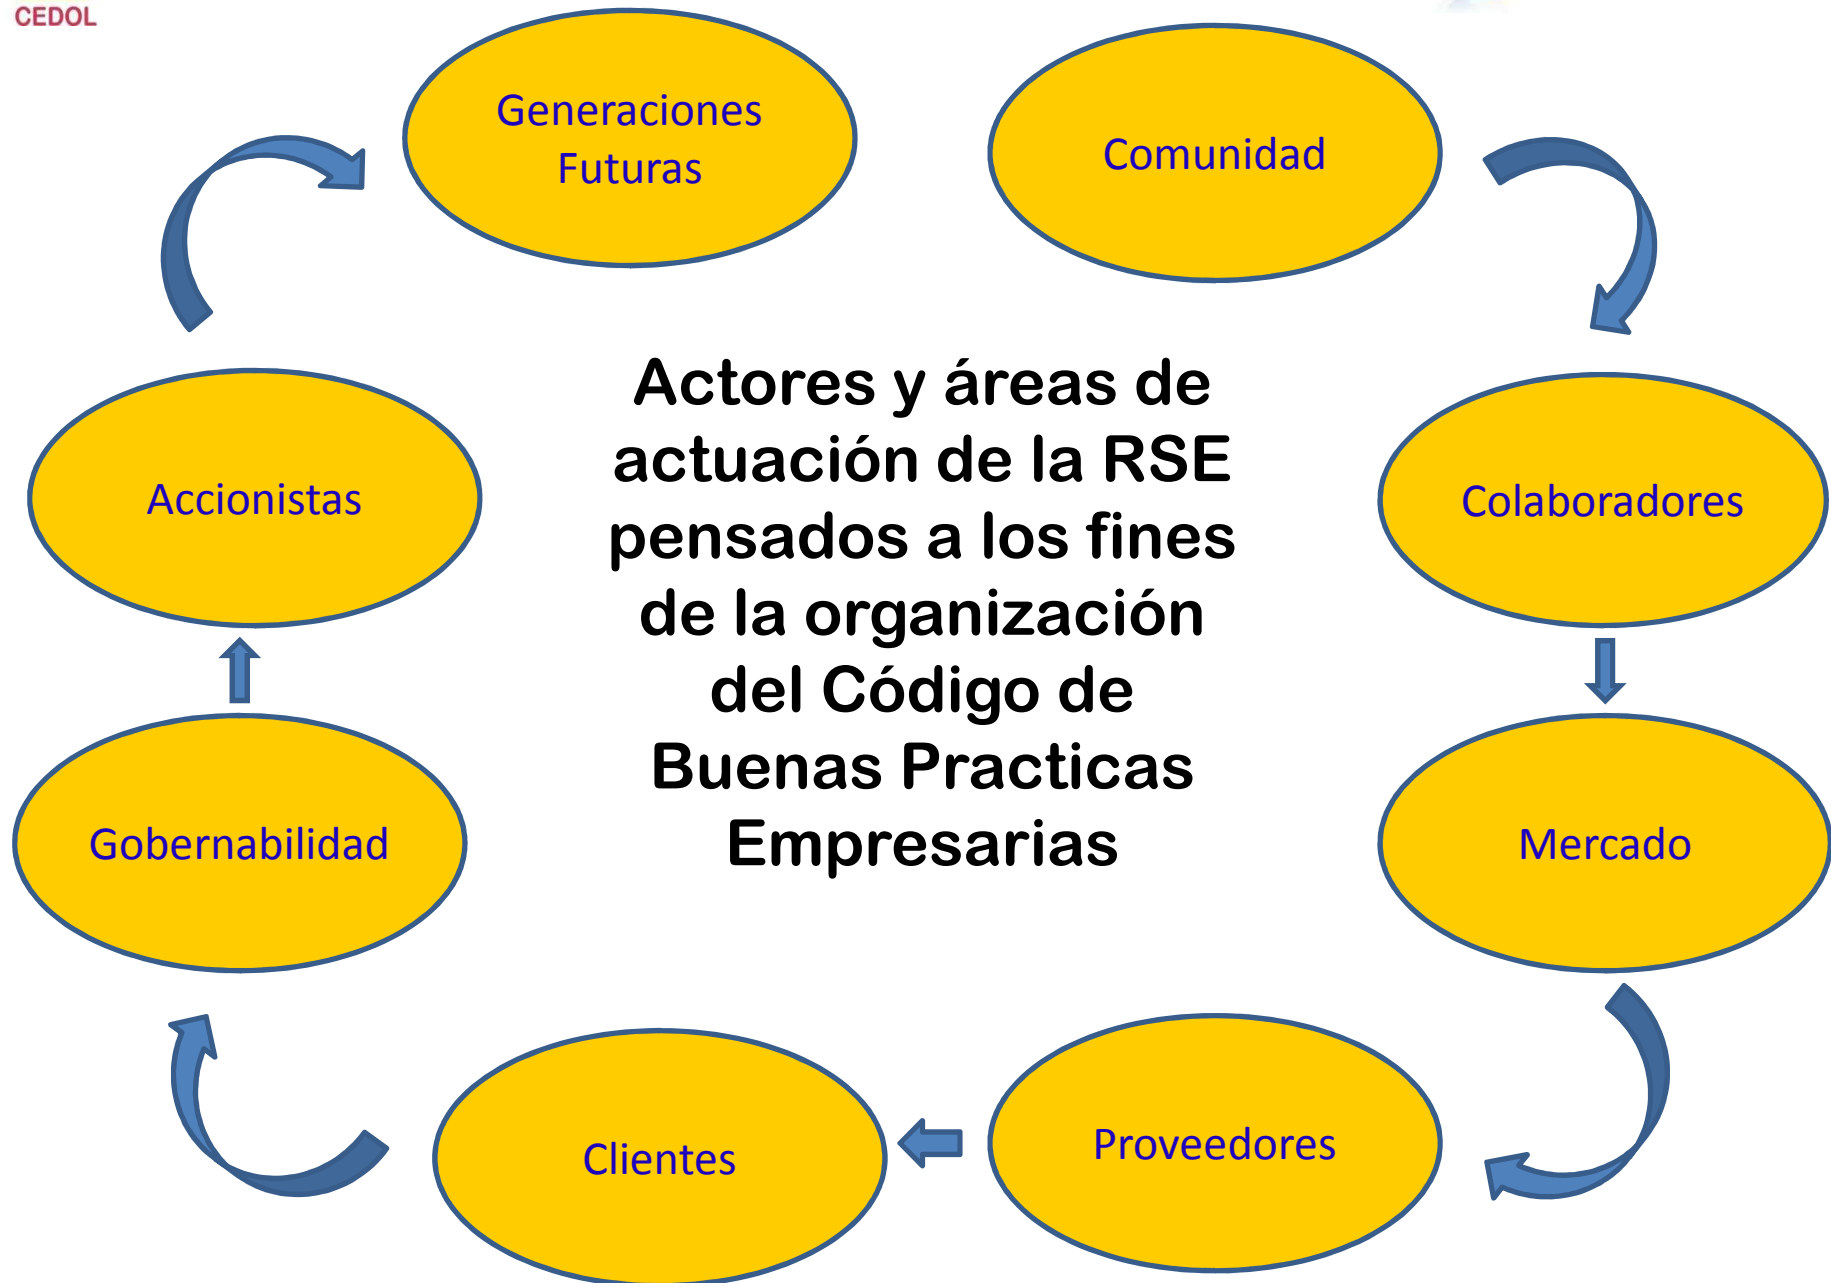 CEDOL
Generaciones
Futuras
Comunidad
Accionistas
Colaboradores
Actores y áreas de
actuación de la RSE
pensados a los fines
de la organización
del Código de
Buenas Practicas
Empresarias
Gobernabilidad
Mercado
Clientes
Proveedores